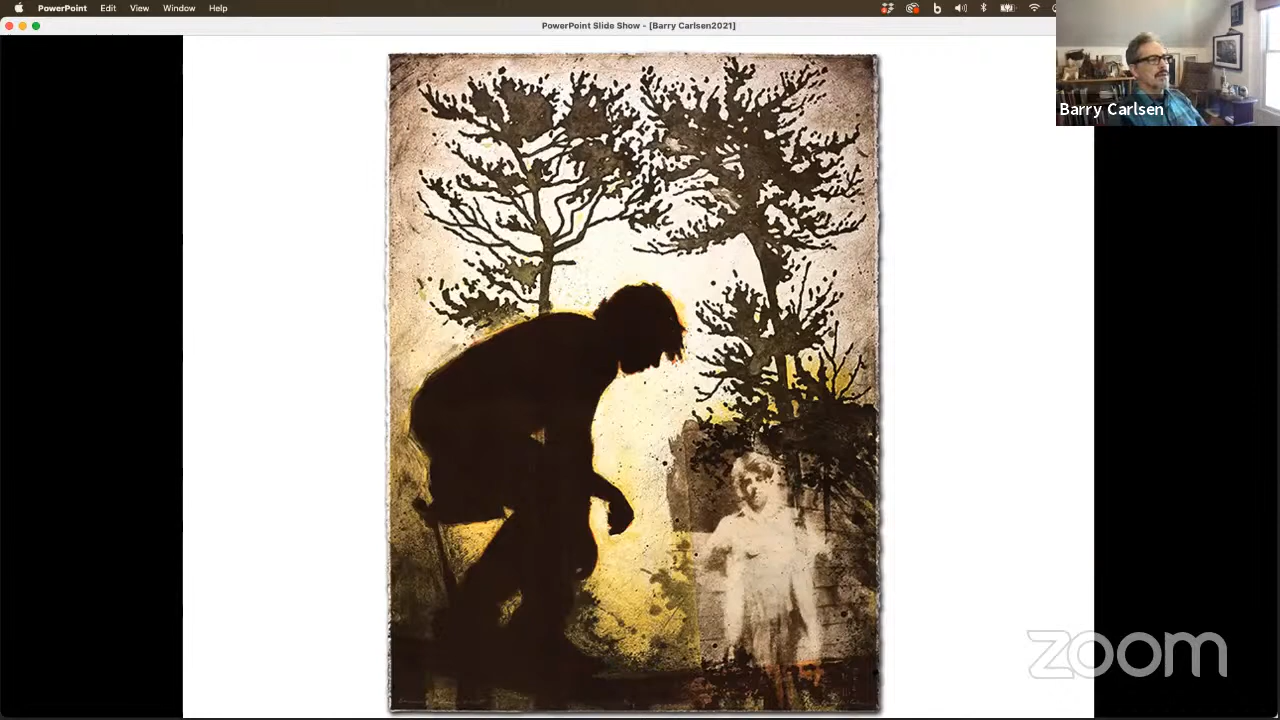 PowerPoint Edit View Window Help
PowerPoint Slide Show - [Barry Carlsen2021]
Barry Carlsen
zoom